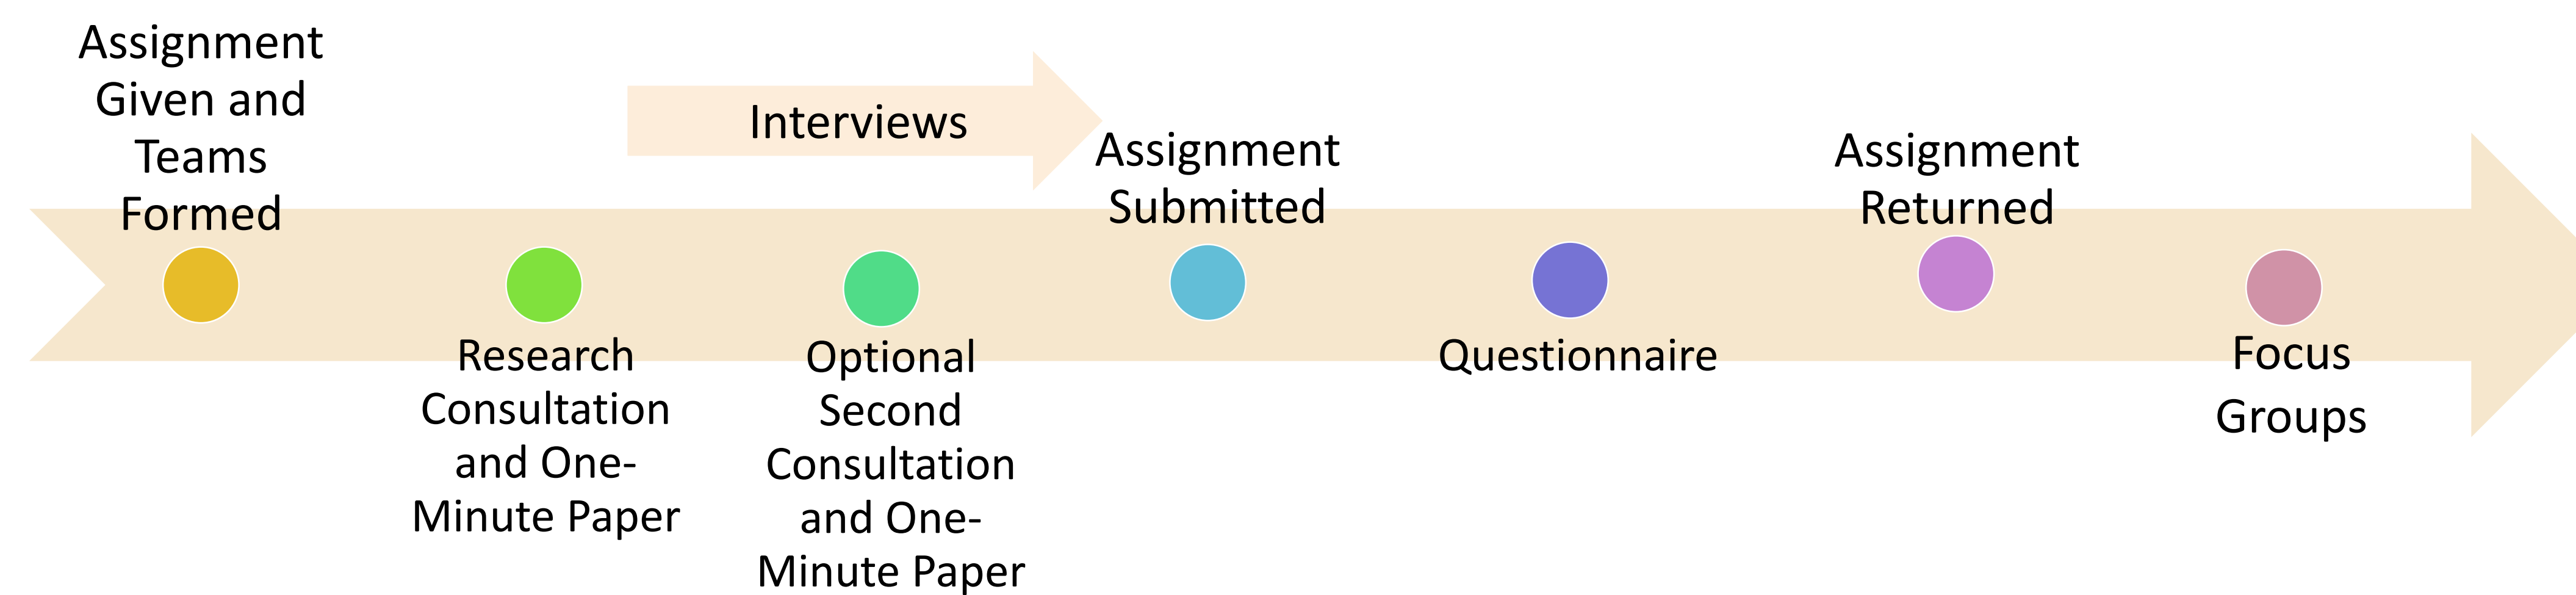 Assignment
Given and
Teams
Formed
Interviews
Assignment
Submitted
Assignment
Returned
Research
Consultation
and One-
Minute Paper
Optional
Second
Consultation
and One-
Minute Paper
Questionnaire
Focus
Groups